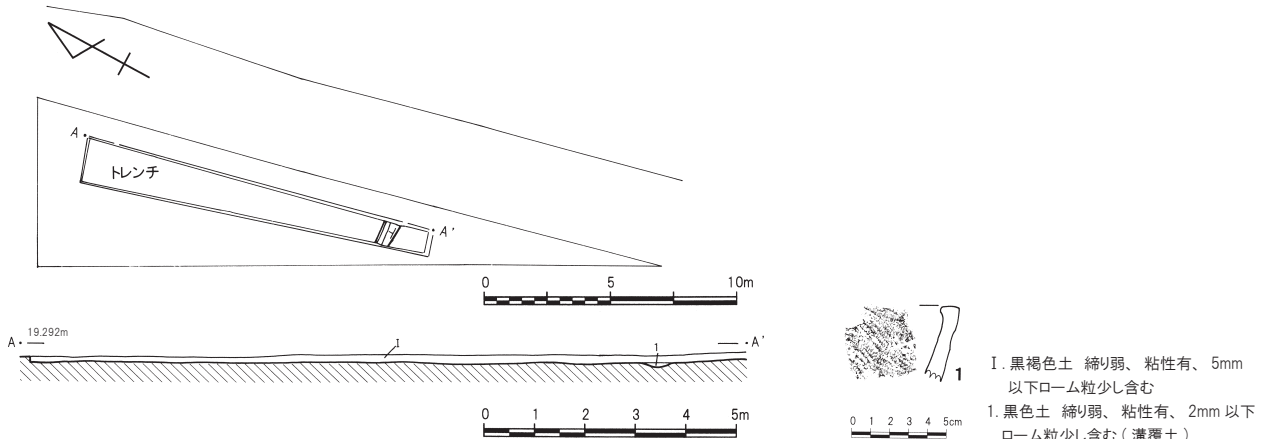 A
トレンチ
A'
0 5 10m
A 19.292m I 1 A'
0 1 2 3 4 5m
1
0 1 2 3 4 5cm
Ⅰ. 黒褐色土 締り弱、粘性有、5mm
以下ローム粒少し含む
1. 黒色土 締り弱、粘性有、2mm 以下
ローム粒少し含む(溝覆土)